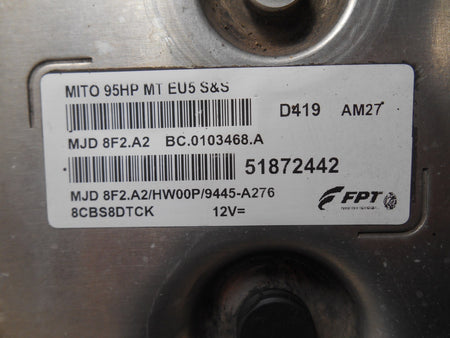 MITO 95HP MT EU5 S&S
D419 AM27
MJD 8F2.A2 BC.0103468.A
51872442
MJD 8F2.A2/HW00P/9445-A276
8CBS8DTCK 12V=
FPT